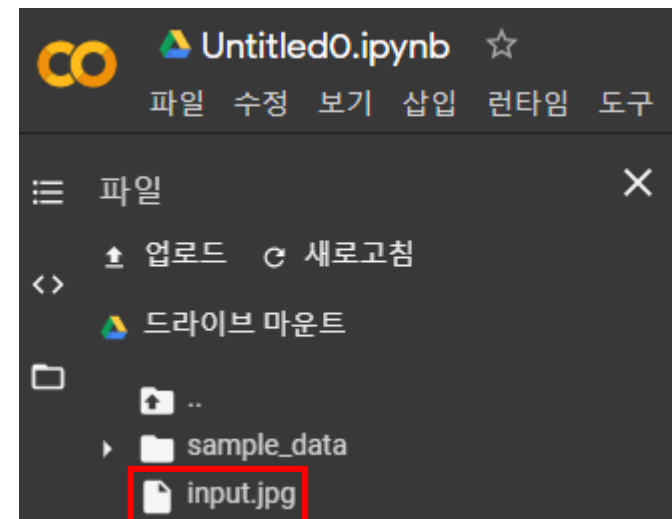 Untitled0.ipynb
파일 수정 보기 삽입 런타임 도구
파일
업로드 새로고침
드라이브 마운트
..
sample_data
input.jpg